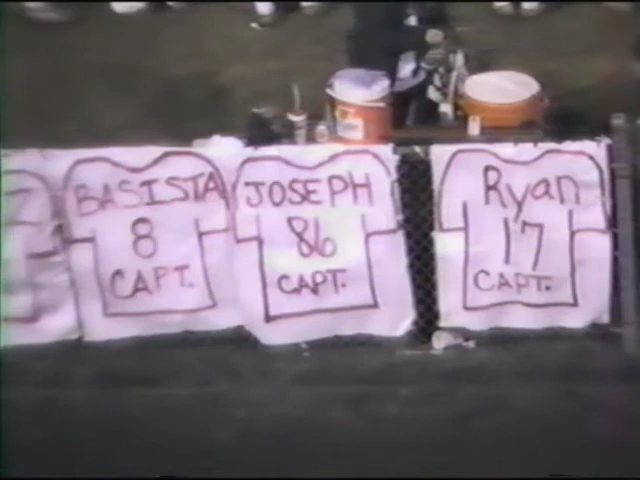 BASISTA
8
CAPT.
JOSEPH
86
CAPT.
Ryan
17
CAPT.